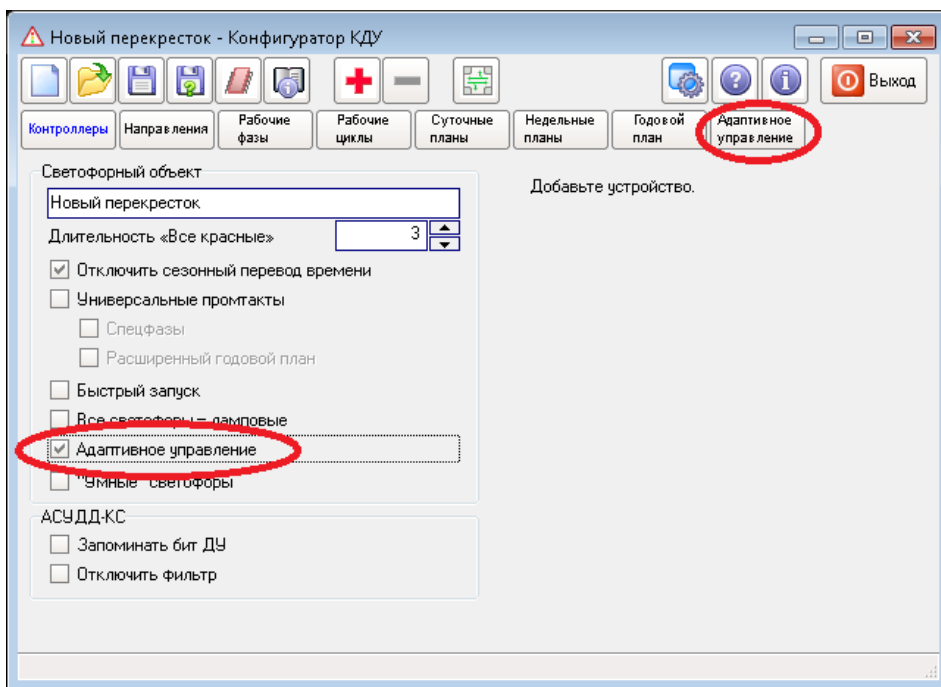 Новый перекресток - Конфигуратор КДУ
Выход
Контроллеры
Направления
Рабочие
фазы
Рабочие
циклы
Суточные
планы
Недельные
планы
Годовой
план
Адаптивное
управление
Светофорный объект
Новый перекресток
Длительность «Все красные» 3
Отключить сезонный перевод времени
Универсальные промтакты
Спецфазы
Расширенный годовой план
Быстрый запуск
Все светофоры – ламповые
Адаптивное управление
"Умные" светофоры
АСУДД-КС
Запоминать бит ДУ
Отключить фильтр
Добавьте устройство.